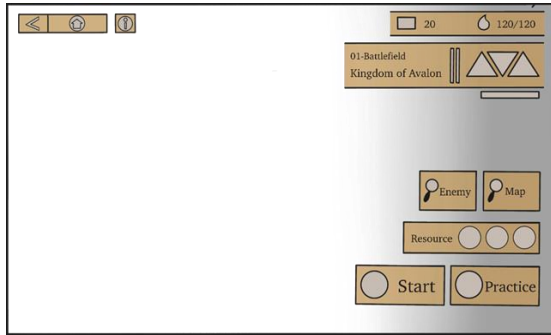 20
120/120
01-Battlefield
Kingdom of Avalon
Enemy
Map
Resource
Start
Practice